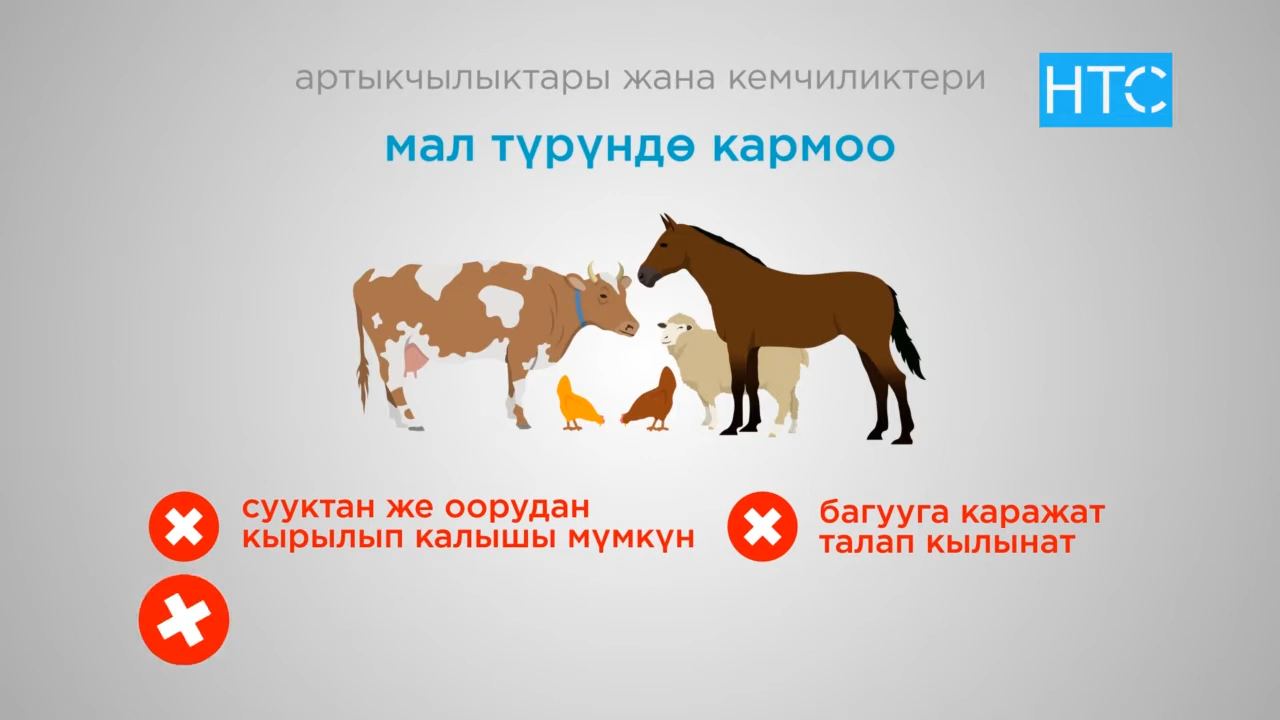 артыкчылыктары жана кемчиликтери
НТС
мал түрүндө кармоо
сууктан же оорудан
кырылып калышы мүмкүн
багууга каражат
талап кылынат